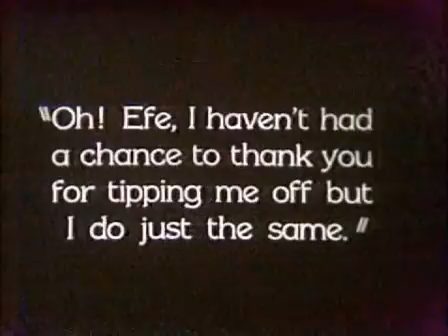 "Oh! Efe, I haven't had
a chance to thank you
for tipping me off but
I do just the same."